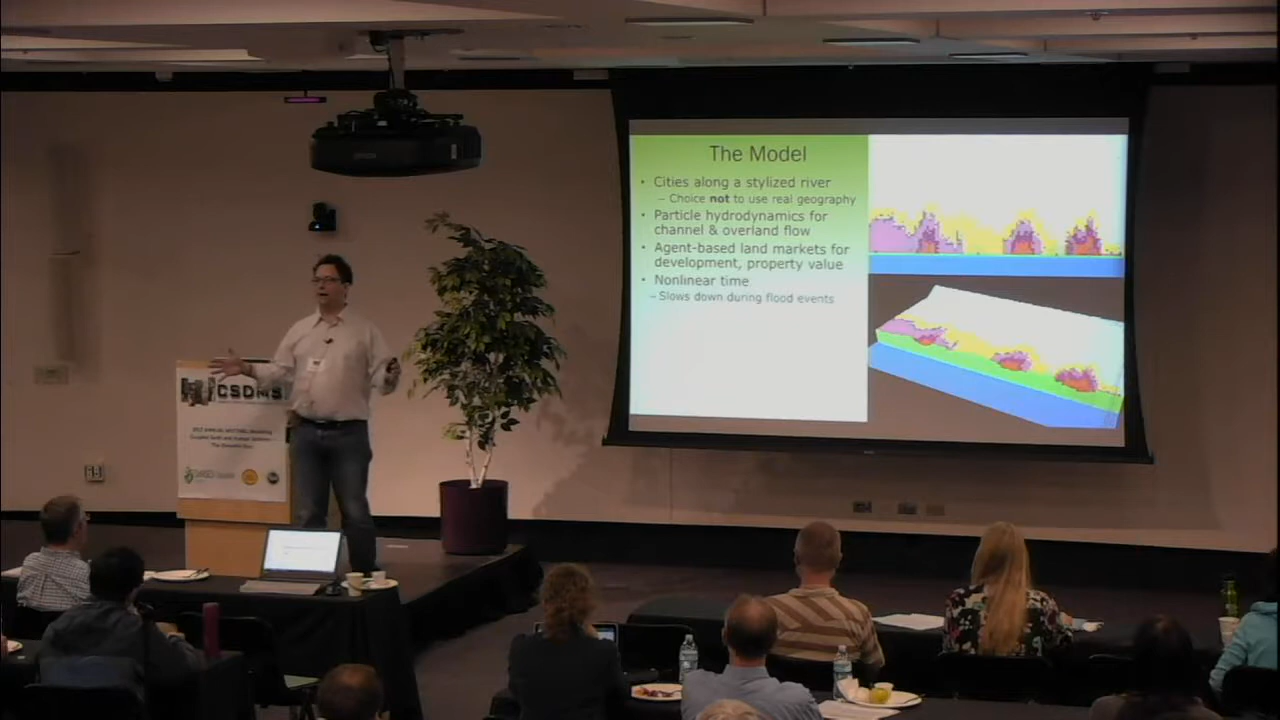 The Model
• Cities along a stylized river
– Choice not to use real geography
• Particle hydrodynamics for
channel & overland flow
• Agent-based land markets for
development, property value
• Nonlinear time
– Slows down during flood events
CSDMS